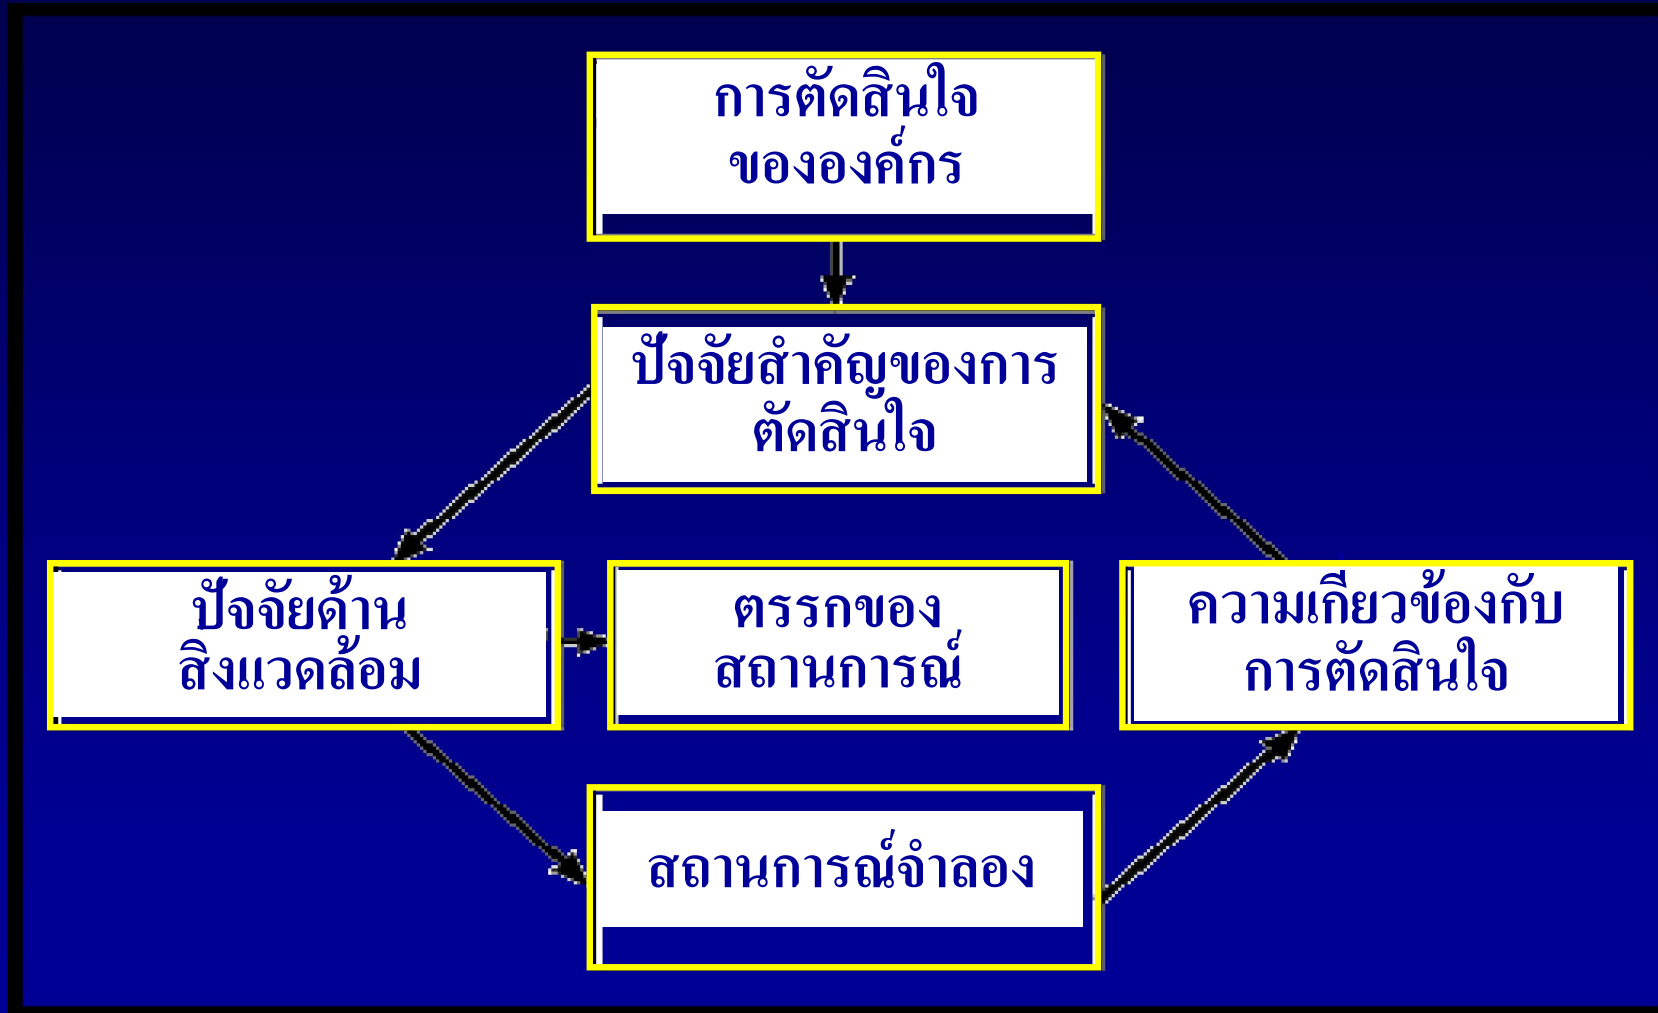 การตัดสินใจ
ขององค์กร
ปัจจัยสำคัญของการ
ตัดสินใจ
ปัจจัยด้าน
สิงแวดล้อม
ตรรกของ
สถานการณ์
ความเกียวข้องกับ
การตัดสินใจ
สถานการณ์จำลอง